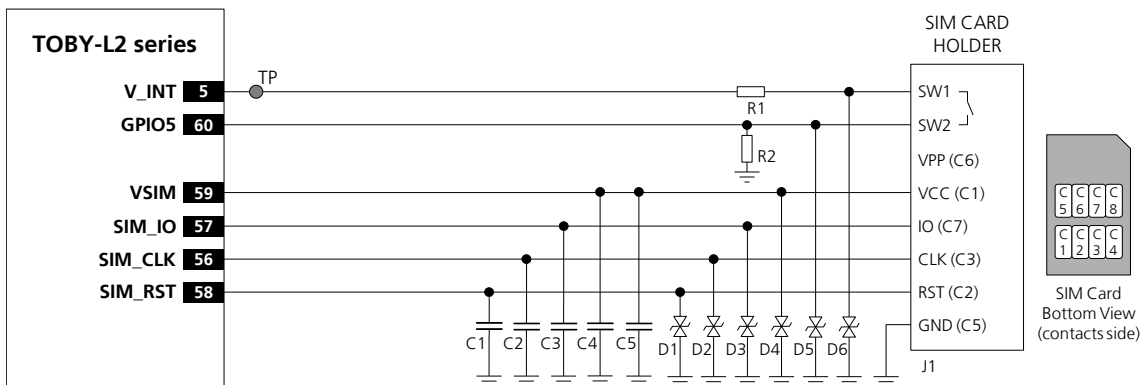 TOBY-L2 series
SIM CARD
HOLDER
V_INT 5
TP
R1
SW1
GPIO5 60
SW2
R2
VPP (C6)
VSIM 59
VCC (C1)
SIM_IO 57
IO (C7)
SIM_CLK 56
CLK (C3)
SIM_RST 58
RST (C2)
GND (C5)
C1 C2 C3 C4 C5 D1 D2 D3 D4 D5 D6
J1
C5 C6 C7 C8
C1 C2 C3 C4
SIM Card
Bottom View
(contacts side)